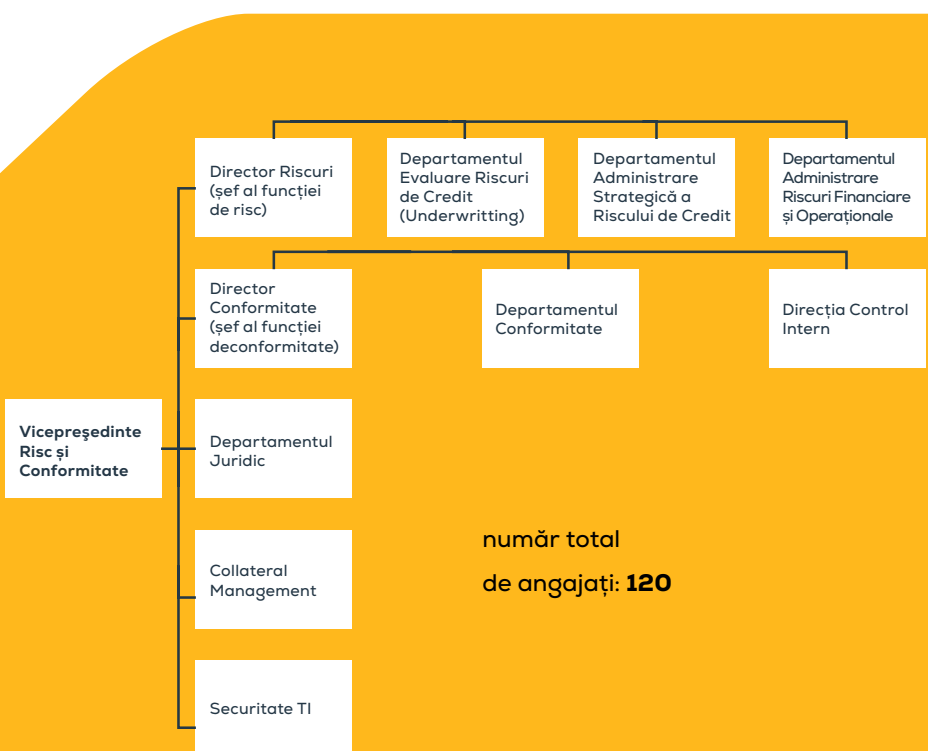 Director Riscuri
(șef al funcției
de risc)
Departamentul
Evaluare Riscuri
de Credit
(Underwritting)
Departamentul
Administrare
Strategică a
Riscului de Credit
Departamentul
Administrare
Riscuri Financiare
și Operaționale
Director
Conformitate
(șef al funcției
deconformitate)
Departamentul
Conformitate
Direcția Control
Intern
Vicepreşedinte
Risc și
Conformitate
Departamentul
Juridic
număr total
de angajați: 120
Collateral
Management
Securitate TI